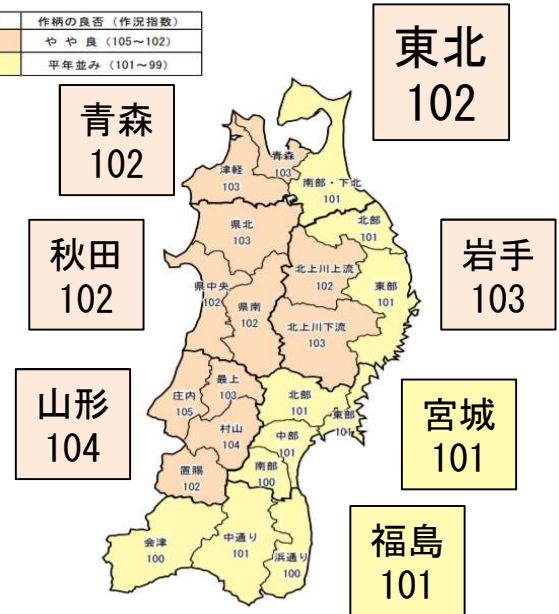 作柄の良否（作況指数）
や や 良（105～102）
平年並み（101～99）
東北
102
青森
102
青森
103
津軽
103
南部・下北
101
県北
103
北部
101
秋田
102
北上川上流
102
岩手
103
県中央
102
県南
102
東部
101
北上川下流
103
山形
104
庄内
105
最上
103
北部
101
東部
101
宮城
101
村山
104
中部
101
置賜
102
南部
100
会津
100
中通り
101
浜通り
100
福島
101